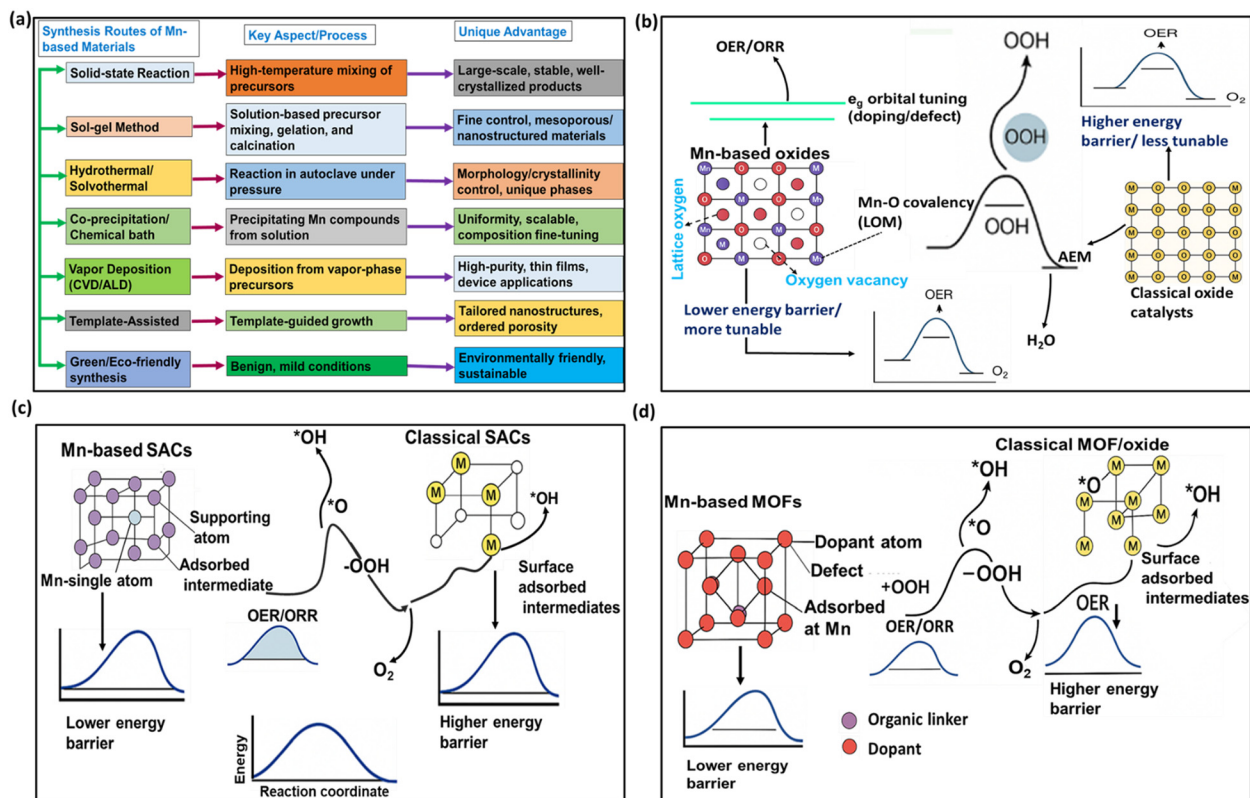 (a)
Synthesis Routes of Mn-
based Materials
Key Aspect/Process
Unique Advantage
Solid-state Reaction
High-temperature mixing of
precursors
Large-scale, stable, well-
crystallized products
Sol-gel Method
Solution-based precursor
mixing, gelation, and
calcination
Fine control, mesoporous/
nanostructured materials
Hydrothermal/
Solvothermal
Reaction in autoclave under
pressure
Morphology/crystallinity
control, unique phases
Co-precipitation/
Chemical bath
Precipitating Mn compounds
from solution
Uniformity, scalable,
composition fine-tuning
Vapor Deposition
(CVD/ALD)
Deposition from vapor-phase
precursors
High-purity, thin films,
device applications
Template-Assisted
Template-guided growth
Tailored nanostructures,
ordered porosity
Green/Eco-friendly
synthesis
Benign, mild conditions
Environmentally friendly,
sustainable
(b)
OER/ORR
e_g orbital tuning
(doping/defect)
Mn-based oxides
Mn O M O Mn
O M O M O
Mn O M O Mn
M
O M O M O
Lattice oxygen
Mn-O covalency
(LOM)
Oxygen vacancy
Lower energy barrier/
more tunable
OER
O₂
OOH
OOH
OOH
AEM
H₂O
OER
O₂
Higher energy
barrier/ less tunable
M O O O M
M O O O M
M O O O M
M O O O M
M O O O M
Classical oxide
catalysts
(c)
Mn-based SACs
Supporting
atom
Adsorbed
intermediate
Mn-single atom
Lower energy
barrier
*OH
*O
-OOH
OER/ORR
O₂
Energy
Reaction coordinate
Classical SACs
M
M
M
M
M
*OH
Surface
adsorbed
intermediates
Higher energy
barrier
(d)
Mn-based MOFs
Dopant atom
Defect
Adsorbed
at Mn
Lower energy
barrier
Organic linker
Dopant
*OH
*O
+OOH
−OOH
OER/ORR
O₂
Classical MOF/oxide
*O
M
M
M
M
M
M
M
*OH
Surface
adsorbed
intermediates
OER
Higher energy
barrier